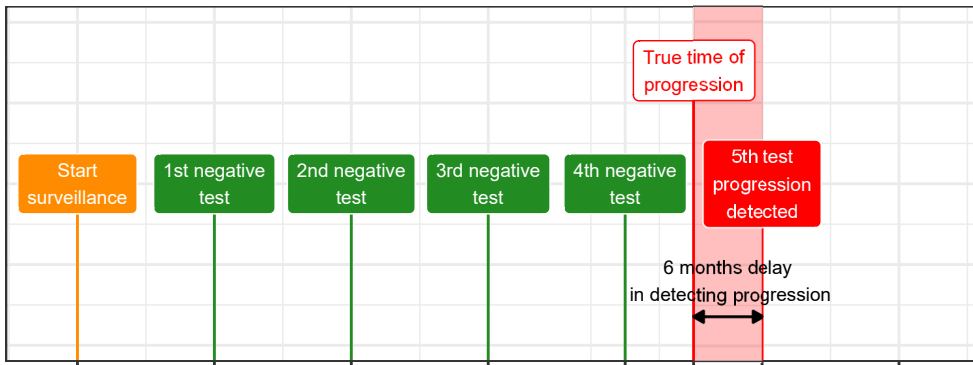 True time of
progression
Start
surveillance
1st negative
test
2nd negative
test
3rd negative
test
4th negative
test
5th test
progression
detected
6 months delay
in detecting progression